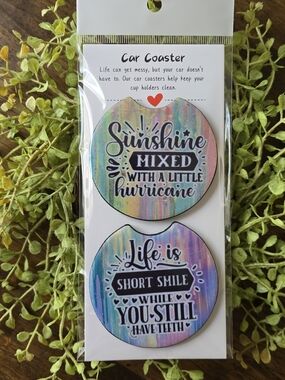 Car Coaster
Life can get messy, but your car doesn't
have to. Our car coasters help keep your
cup holders clean.
Sunshine
MIXED
WITH A LITTLE
hurricane
Life is
SHORT SMILE
WHILE
YOU STILL
HAVE TEETH